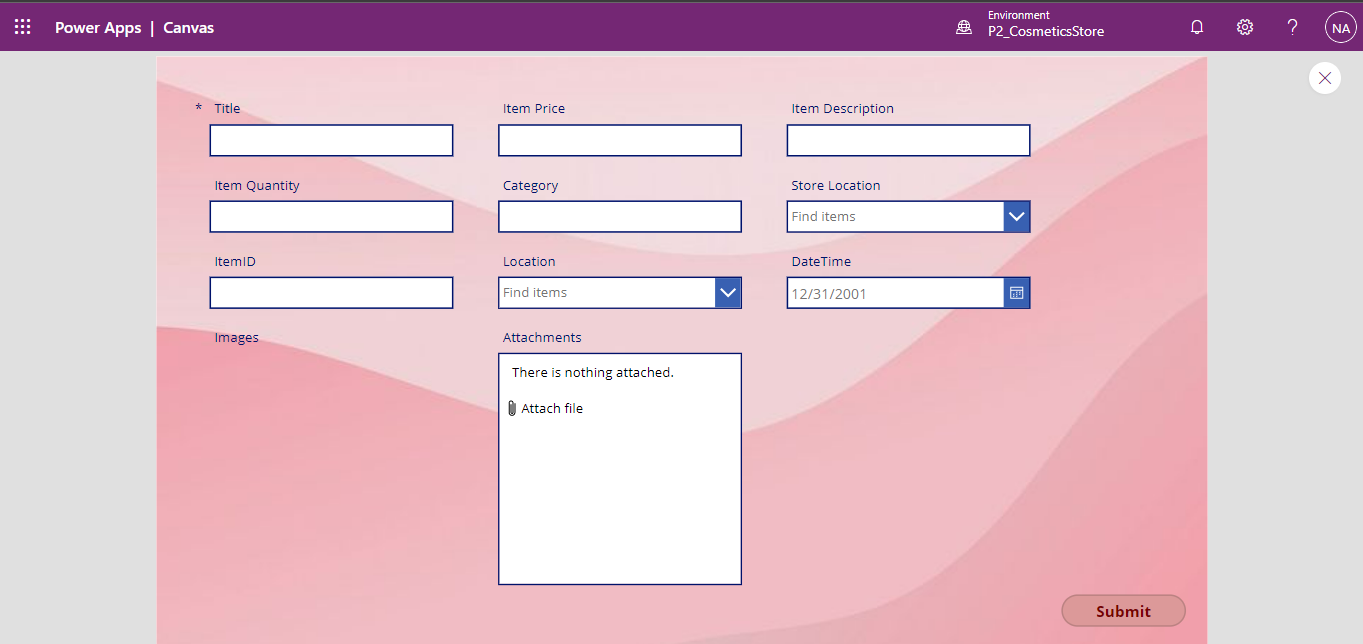 Power Apps | Canvas
Environment
P2_CosmeticsStore
NA
* Title
Item Price
Item Description
Item Quantity
Category
Store Location
Find items
ItemID
Location
DateTime
Find items
12/31/2001
Images
Attachments
There is nothing attached.
Attach file
Submit